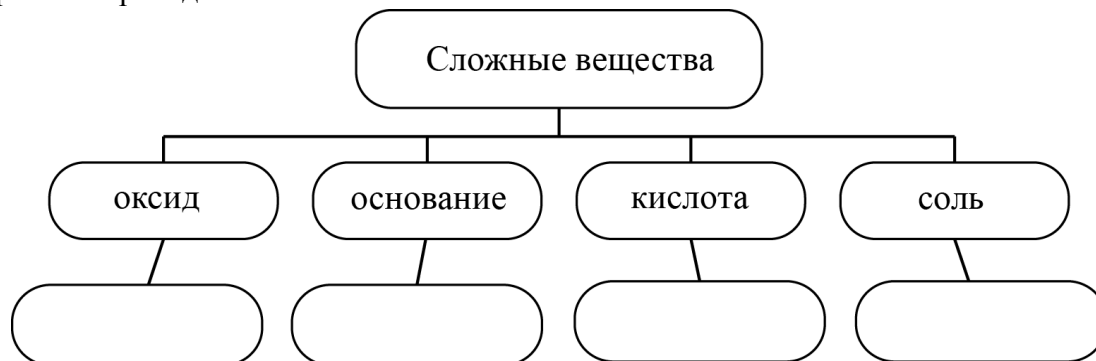 Сложные вещества
оксид
основание
кислота
соль